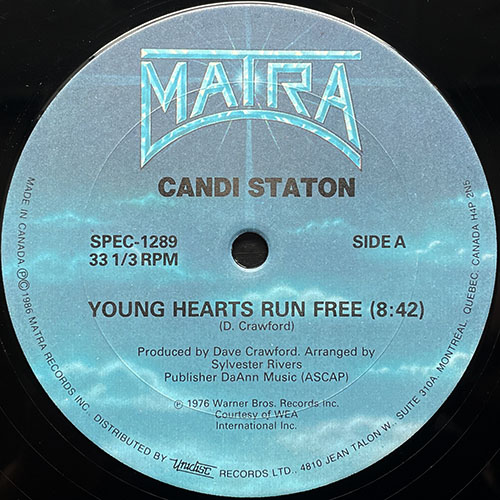 MATRA
CANDI STATON
SPEC-1289
33 1/3 RPM
SIDE A
YOUNG HEARTS RUN FREE (8:42)
(D. Crawford)
Produced by Dave Crawford. Arranged by
Sylvester Rivers
Publisher DaAnn Music (ASCAP)
℗ 1976 Warner Bros. Records Inc.
Courtesy of WEA
International Inc.
MADE IN CANADA ℗© 1986 MATRA RECORDS INC. DISTRIBUTED BY Unidisc RECORDS LTD., 4810 JEAN TALON W., SUITE 310A, MONTRÉAL QUEBEC, CANADA H4P 2N5